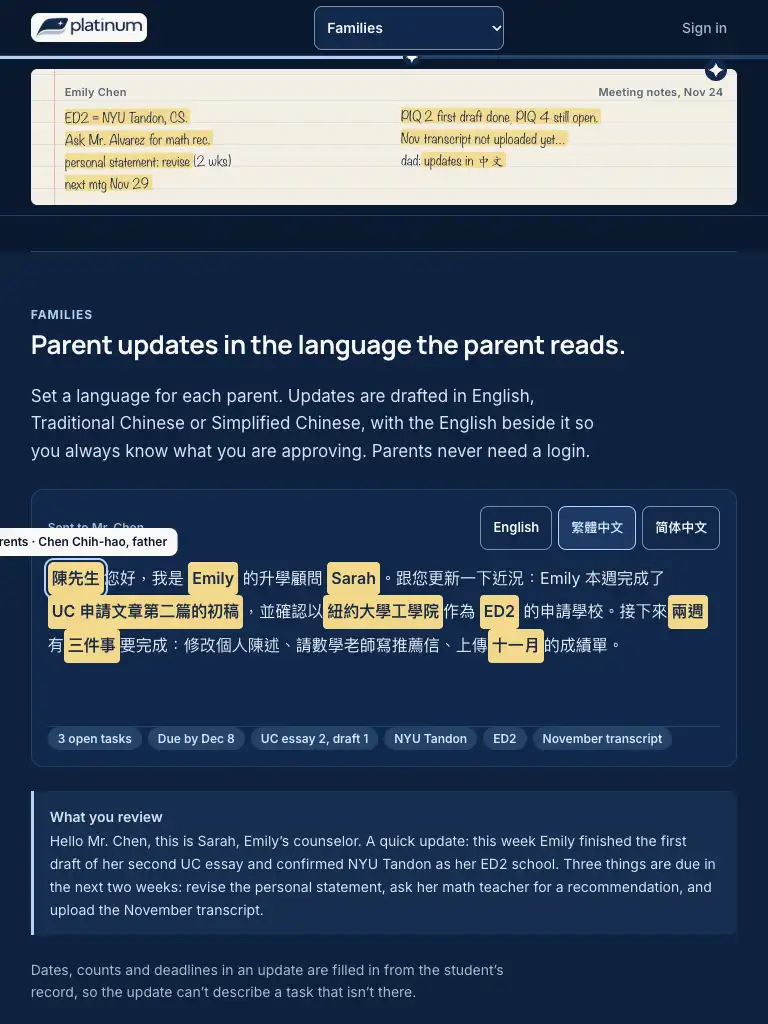 platinum
Families
Sign in
Emily Chen
Meeting notes, Nov 24
ED2 = NYU Tandon, CS.
Ask Mr. Alvarez for math rec.
personal statement: revise (2 wks)
next mtg Nov 29
PIQ 2 first draft done, PIQ 4 still open.
Nov transcript not uploaded yet...
dad: updates in 中文
FAMILIES
Parent updates in the language the parent reads.
Set a language for each parent. Updates are drafted in English,
Traditional Chinese or Simplified Chinese, with the English beside it so
you always know what you are approving. Parents never need a login.
Sent to Mr. Chen
English
繁體中文
简体中文
rents · Chen Chih-hao, father
陳先生您好，我是 Emily 的升學顧問 Sarah。跟您更新一下近況：Emily 本週完成了
UC 申請文章第二篇的初稿，並確認以紐約大學工學院作為 ED2 的申請學校。接下來兩週
有三件事要完成：修改個人陳述、請數學老師寫推薦信、上傳十一月的成績單。
3 open tasks
Due by Dec 8
UC essay 2, draft 1
NYU Tandon
ED2
November transcript
What you review
Hello Mr. Chen, this is Sarah, Emily’s counselor. A quick update: this week Emily finished the first
draft of her second UC essay and confirmed NYU Tandon as her ED2 school. Three things are due in
the next two weeks: revise the personal statement, ask her math teacher for a recommendation, and
upload the November transcript.
Dates, counts and deadlines in an update are filled in from the student’s
record, so the update can’t describe a task that isn’t there.